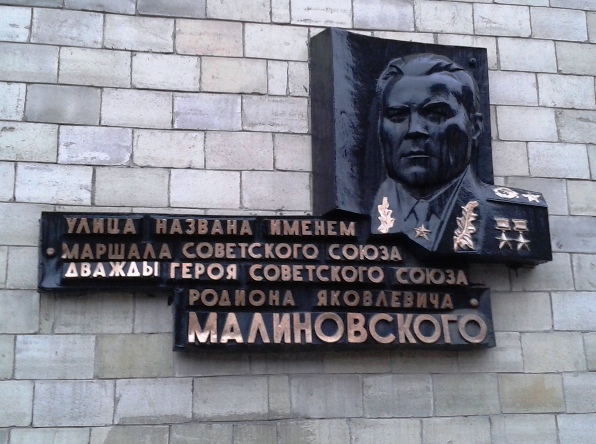 УЛИЦА НАЗВАНА ИМЕНЕМ
МАРШАЛА СОВЕТСКОГО СОЮЗА
ДВАЖДЫ ГЕРОЯ СОВЕТСКОГО СОЮЗА
РОДИОНА ЯКОВЛЕВИЧА
МАЛИНОВСКОГО